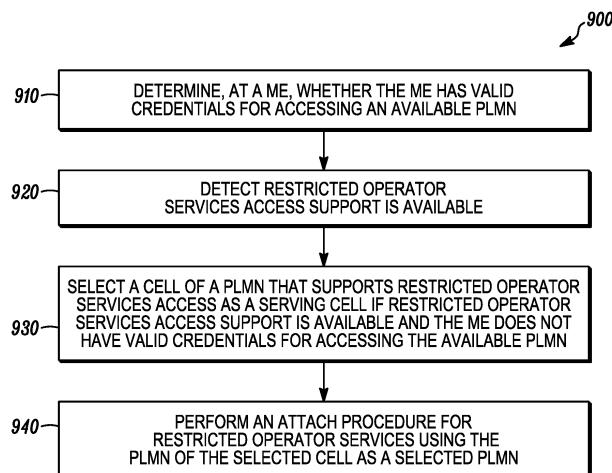 900
910
DETERMINE, AT A ME, WHETHER THE ME HAS VALID
CREDENTIALS FOR ACCESSING AN AVAILABLE PLMN
920
DETECT RESTRICTED OPERATOR
SERVICES ACCESS SUPPORT IS AVAILABLE
930
SELECT A CELL OF A PLMN THAT SUPPORTS RESTRICTED OPERATOR
SERVICES ACCESS AS A SERVING CELL IF RESTRICTED OPERATOR
SERVICES ACCESS SUPPORT IS AVAILABLE AND THE ME DOES NOT
HAVE VALID CREDENTIALS FOR ACCESSING THE AVAILABLE PLMN
940
PERFORM AN ATTACH PROCEDURE FOR
RESTRICTED OPERATOR SERVICES USING THE
PLMN OF THE SELECTED CELL AS A SELECTED PLMN